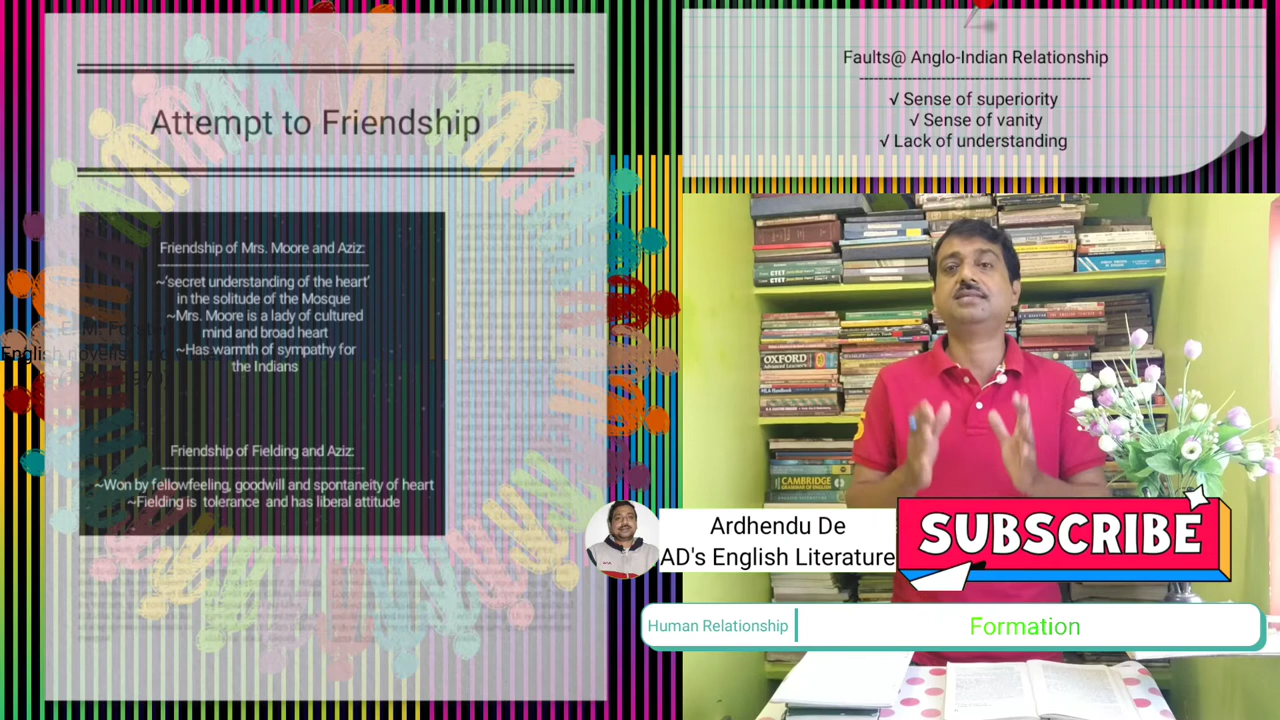 Attempt to Friendship
Friendship of Mrs. Moore and Aziz:
~'secret understanding of the heart'
in the solitude of the Mosque
~Mrs. Moore is a lady of cultured
mind and broad heart
~Has warmth of sympathy for
the Indians
Friendship of Fielding and Aziz:
~Won by fellowfeeling, goodwill and spontaneity of heart
~Fielding is tolerance and has liberal attitude
E. M. Forster
English novelist
Faults@ Anglo-Indian Relationship
√ Sense of superiority
√ Sense of vanity
√ Lack of understanding
OXFORD
CAMBRIDGE
Ardhendu De
AD's English Literature
SUBSCRIBE
Human Relationship
Formation